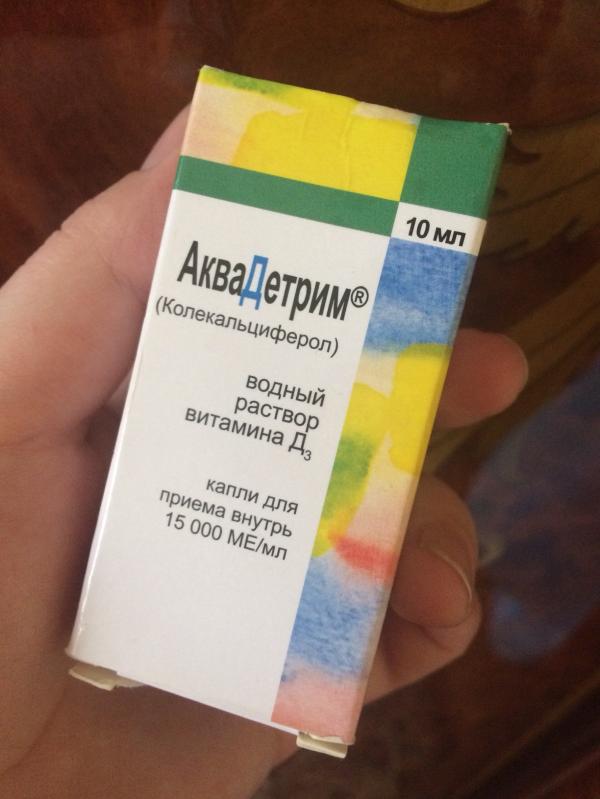 10 мл
АкваДетрим®
(Колекальциферол)
водный
раствор
витамина Д₃
капли для
приема внутрь
15 000 МЕ/мл